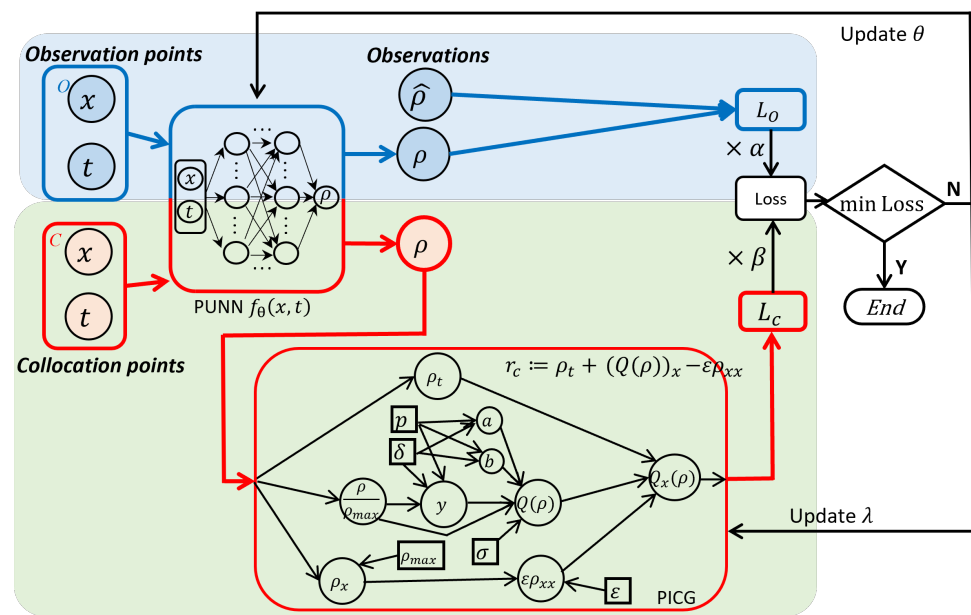 Update θ
Observation points
Observations
O
x
t
ρ̂
ρ
L_O
× α
x
t
ρ
Loss
min Loss
N
Y
End
C
x
t
ρ
× β
L_c
PUNN f_θ(x, t)
Collocation points
r_c ≔ ρ_t + (Q(ρ))_x −ερ_xx
ρ_t
p
a
δ
b
ρ/ρ_max
y
Q(ρ)
Q_x(ρ)
σ
ρ_max
ρ_x
ερ_xx
ε
Update λ
PICG